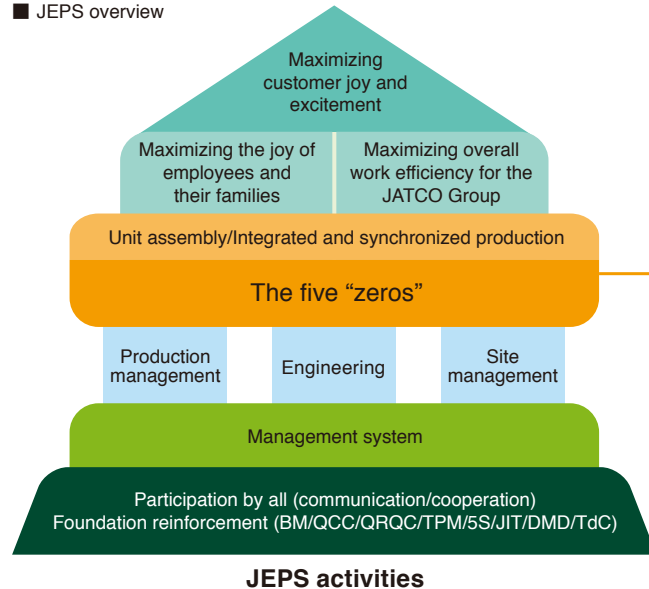 ■ JEPS overview
Maximizing
customer joy and
excitement
Maximizing the joy of
employees and
their families
Maximizing overall
work efficiency for the
JATCO Group
Unit assembly/Integrated and synchronized production
The five “zeros”
Production
management
Engineering
Site
management
Management system
Participation by all (communication/cooperation)
Foundation reinforcement (BM/QCC/QRQC/TPM/5S/JIT/DMD/TdC)
JEPS activities